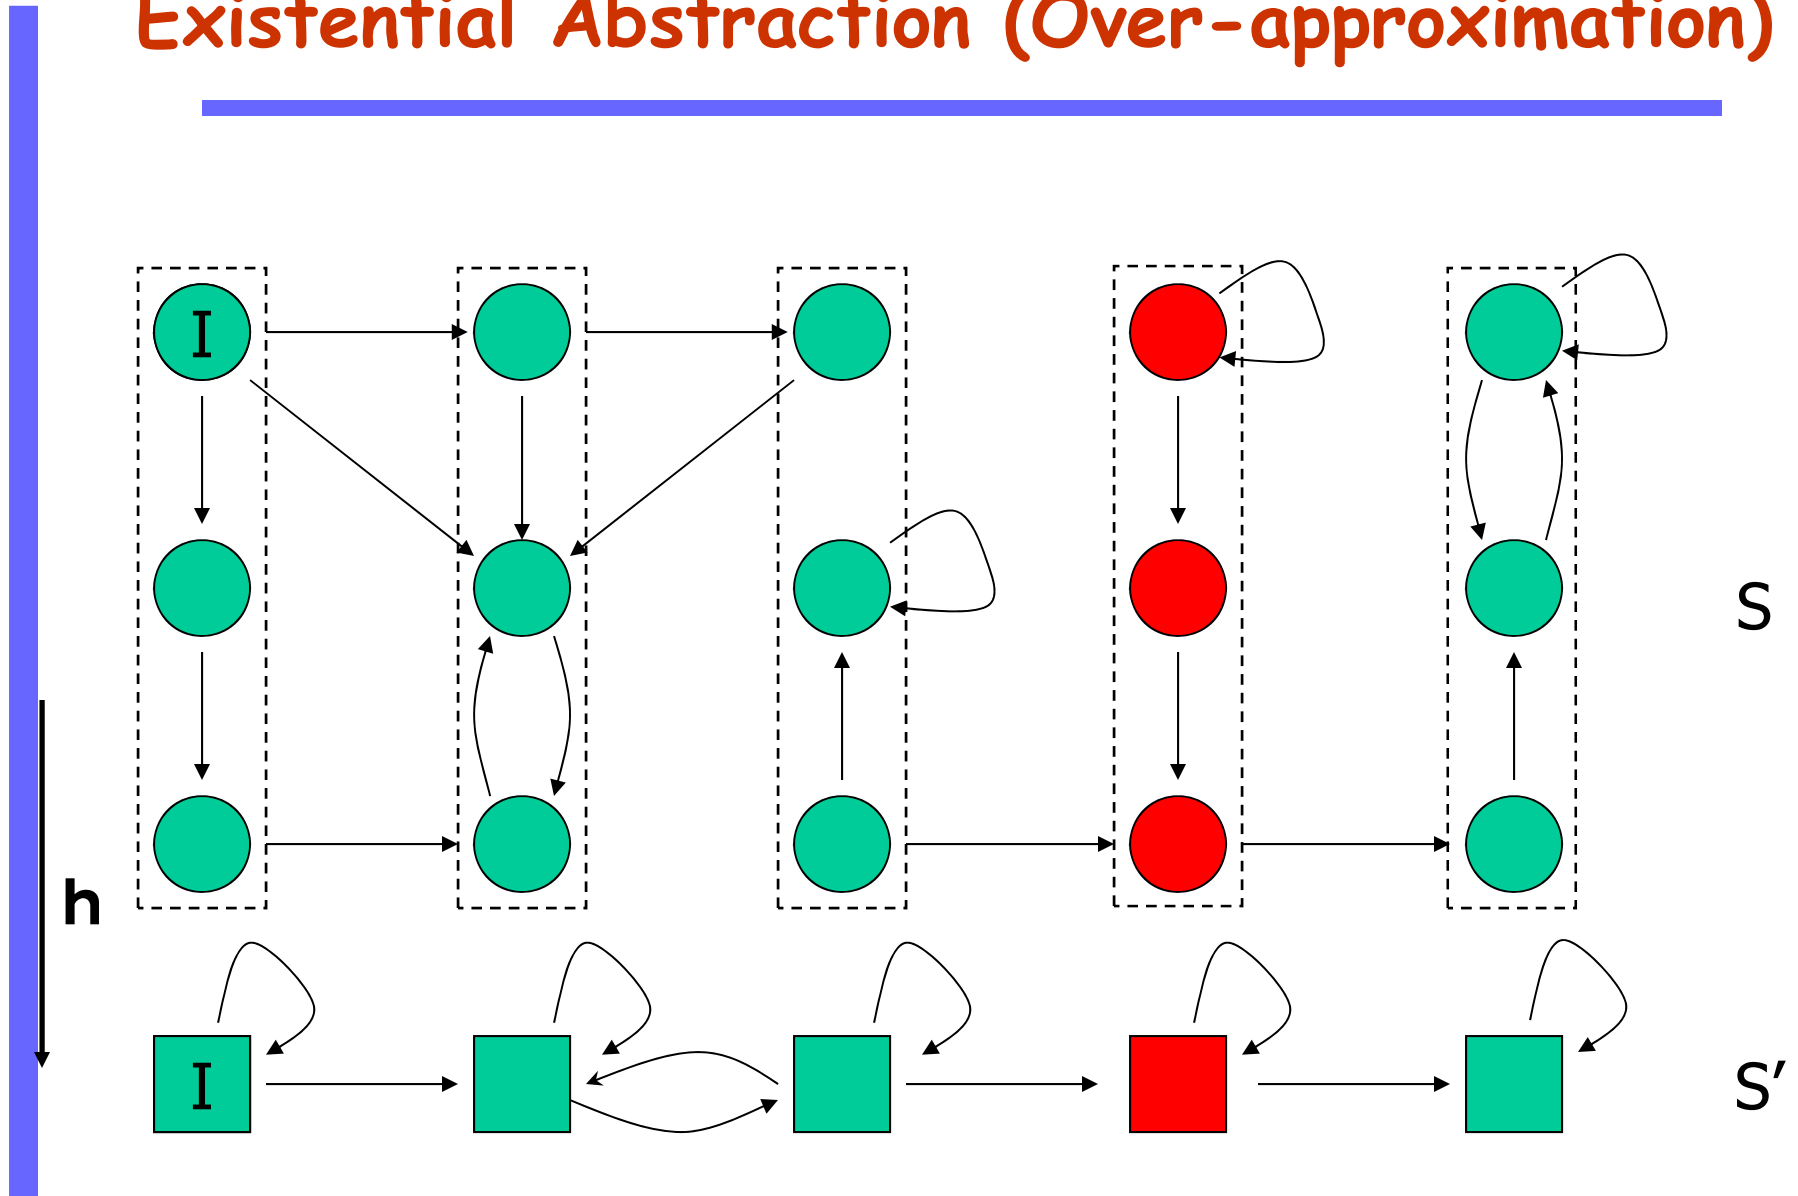 Existential Abstraction (Over-approximation)
I
S
h
I
S’